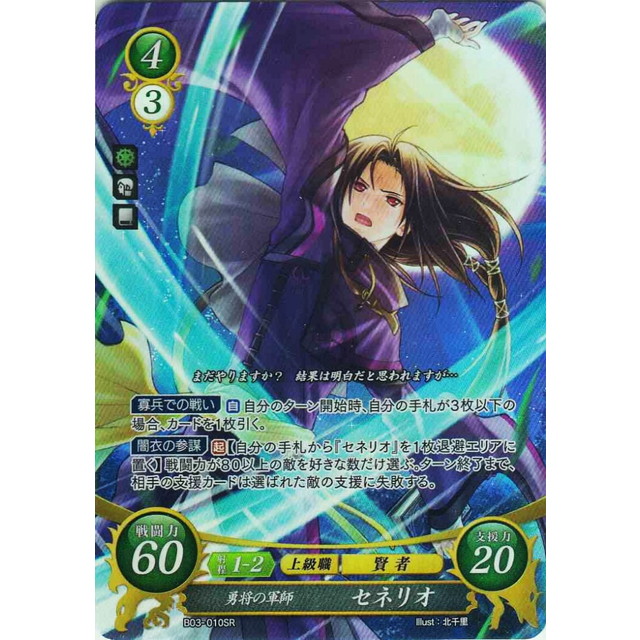 4
3
まだやりますか? 結果は明白だと思われますが…
寡兵での戦い 自 自分のターン開始時、自分の手札が3枚以下の
場合、カードを1枚引く。
闇衣の参謀 起 【自分の手札から『セネリオ』を1枚退避エリアに
置く】戦闘力が80以上の敵を好きな数だけ選ぶ。ターン終了まで、
相手の支援カードは選ばれた敵の支援に失敗する。
戦闘力
60
射程 1-2 上級職 賢者
支援力
20
勇将の軍師 セネリオ
B03-010SR Illust:北千里